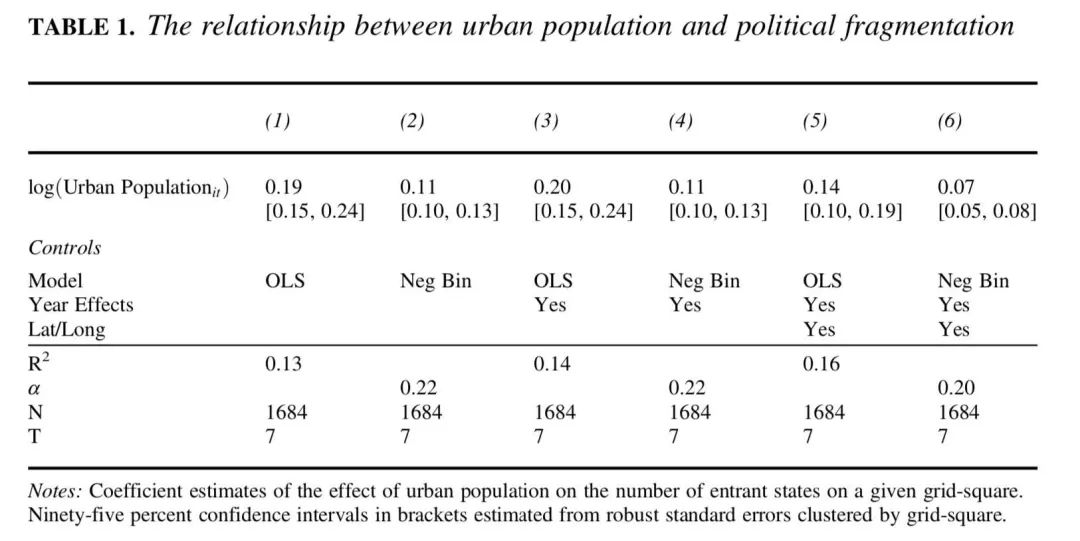 TABLE 1. The relationship between urban population and political fragmentation
(1) (2) (3) (4) (5) (6)
log(Urban Populationit) 0.19 0.11 0.20 0.11 0.14 0.07
[0.15, 0.24] [0.10, 0.13] [0.15, 0.24] [0.10, 0.13] [0.10, 0.19] [0.05, 0.08]
Controls
Model OLS Neg Bin OLS Neg Bin OLS Neg Bin
Year Effects Yes Yes Yes Yes
Lat/Long Yes Yes
R² 0.13 0.14 0.16
α 0.22 0.22 0.20
N 1684 1684 1684 1684 1684 1684
T 7 7 7 7 7 7
Notes: Coefficient estimates of the effect of urban population on the number of entrant states on a given grid-square.
Ninety-five percent confidence intervals in brackets estimated from robust standard errors clustered by grid-square.